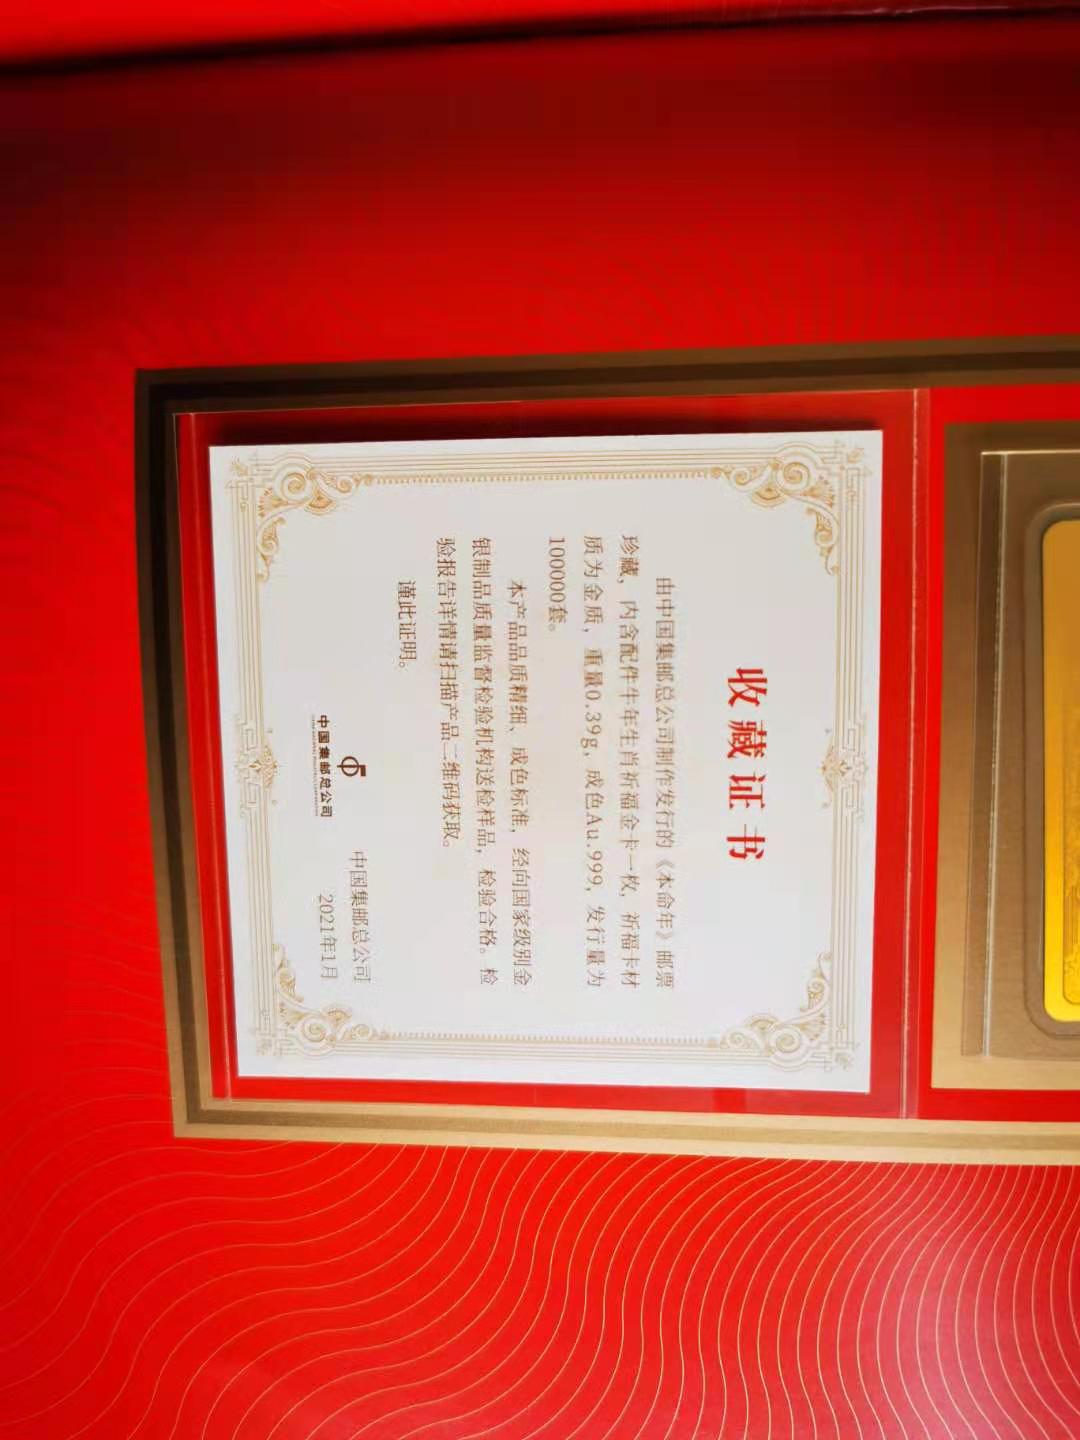 收藏证书
由中国集邮总公司制作发行的《本命年》邮票
珍藏，内含配件牛年生肖祈福金卡一枚，祈福卡材
质为金质，重量0.39g，成色Au.999，发行量为
100000套。
本产品品质精细、成色标准，经向国家级别金
银制品质量监督检验机构送检样品，检验合格。检
验报告详情请扫描产品二维码获取。
谨此证明。
中国集邮总公司
中国集邮总公司
2021年1月